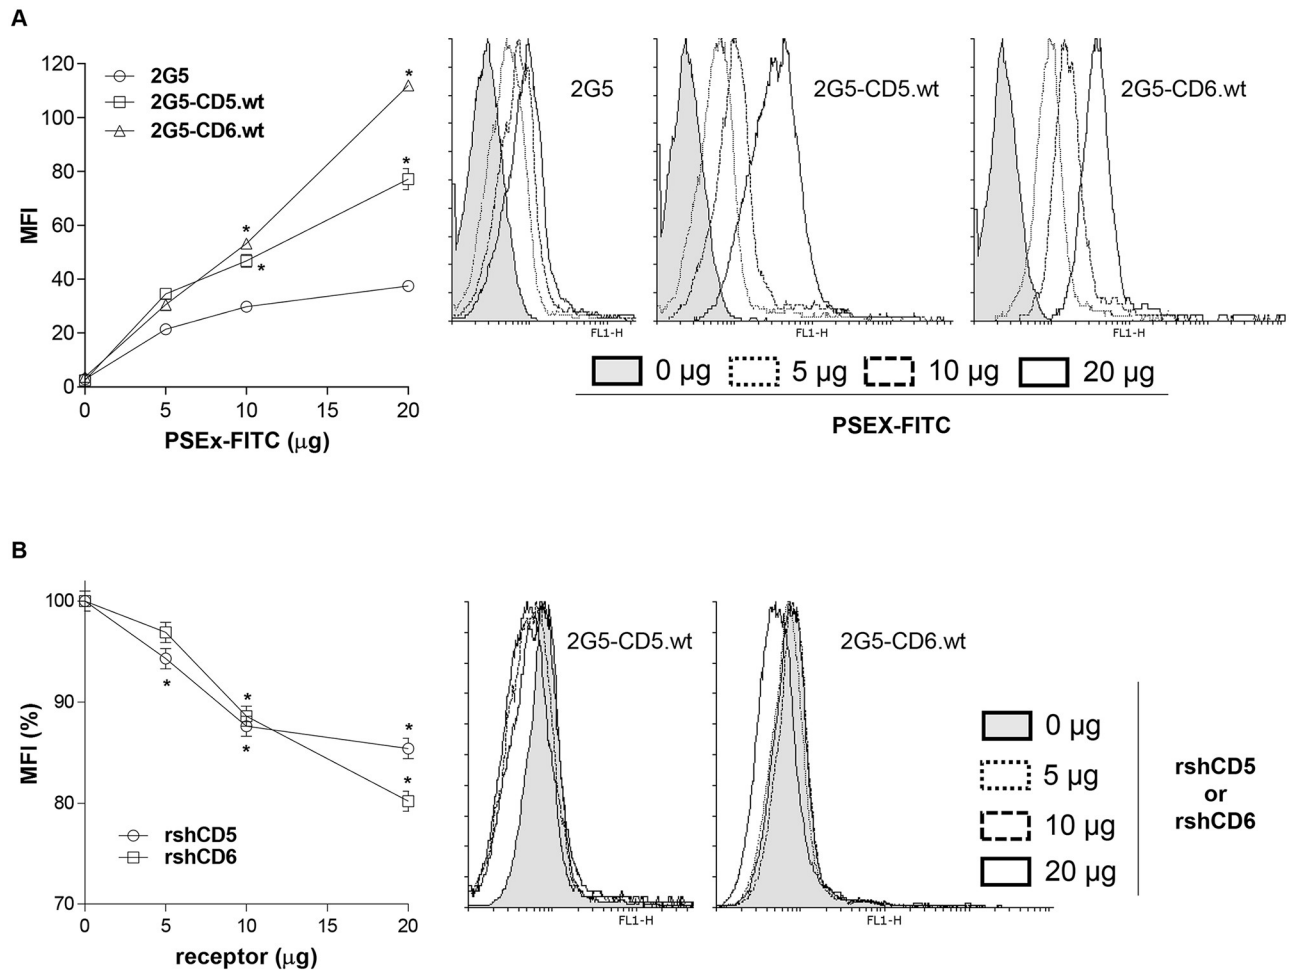 A
120
100
80
60
40
20
0
MFI
2G5
2G5-CD5.wt
2G5-CD6.wt
*
*
*
*
0 5 10 15 20
PSEx-FITC (μg)
2G5
FL1-H
2G5-CD5.wt
FL1-H
2G5-CD6.wt
FL1-H
0 μg 5 μg 10 μg 20 μg
PSEX-FITC
B
100
90
80
70
MFI (%)
*
*
*
*
*
rshCD5
rshCD6
0 5 10 15 20
receptor (μg)
2G5-CD5.wt
FL1-H
2G5-CD6.wt
FL1-H
0 μg
5 μg
10 μg
20 μg
rshCD5
or
rshCD6